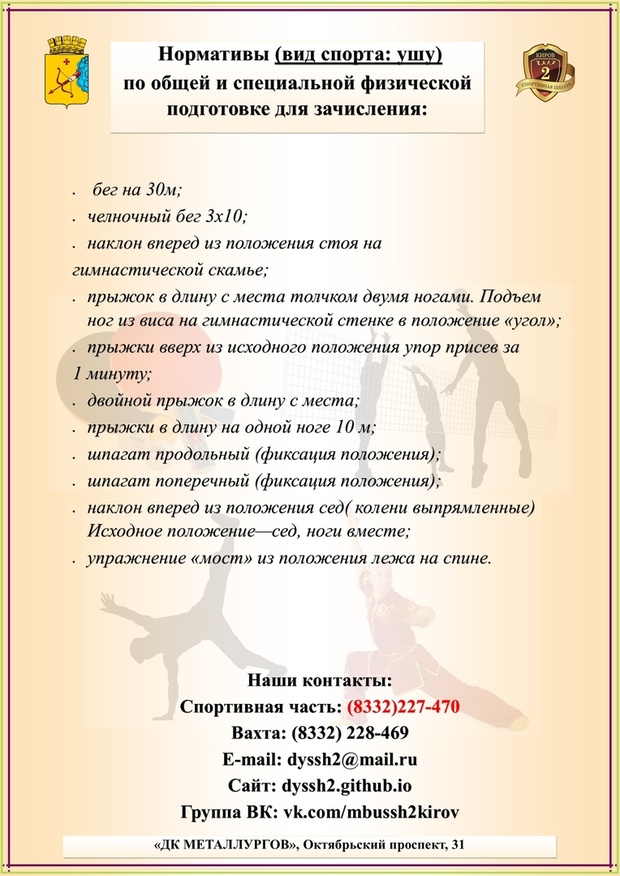 Нормативы (вид спорта: ушу)
по общей и специальной физической
подготовке для зачисления:
КИРОВ
2
СПОРТИВНАЯ ШКОЛА
• бег на 30м;
• челночный бег 3х10;
• наклон вперед из положения стоя на
гимнастической скамье;
• прыжок в длину с места толчком двумя ногами. Подъем
ног из виса на гимнастической стенке в положение «угол»;
• прыжки вверх из исходного положения упор присев за
1 минуту;
• двойной прыжок в длину с места;
• прыжки в длину на одной ноге 10 м;
• шпагат продольный (фиксация положения);
• шпагат поперечный (фиксация положения);
• наклон вперед из положения сед( колени выпрямленные)
Исходное положение—сед, ноги вместе;
• упражнение «мост» из положения лежа на спине.
Наши контакты:
Спортивная часть: (8332)227-470
Вахта: (8332) 228-469
E-mail: dyssh2@mail.ru
Сайт: dyssh2.github.io
Группа ВК: vk.com/mbussh2kirov
«ДК МЕТАЛЛУРГОВ», Октябрьский проспект, 31